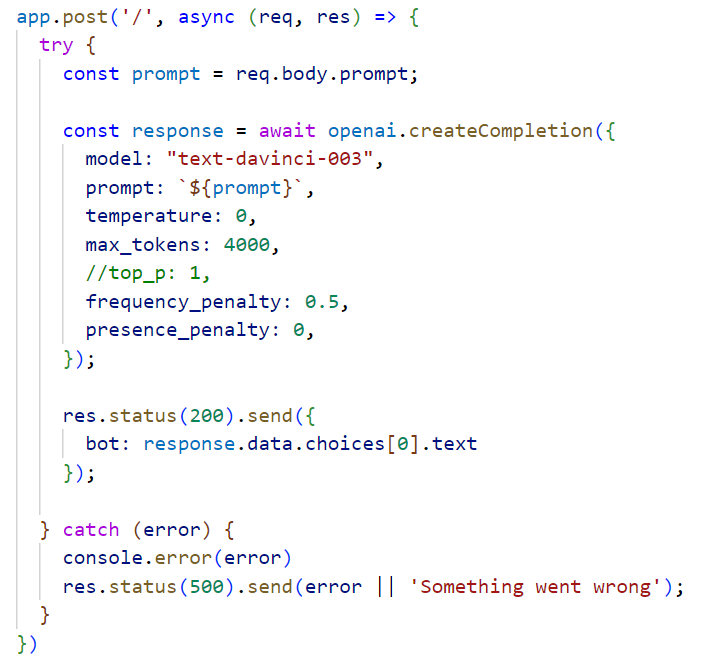 app.post('/', async (req, res) => {
  try {
    const prompt = req.body.prompt;

    const response = await openai.createCompletion({
      model: "text-davinci-003",
      prompt: `${prompt}`,
      temperature: 0,
      max_tokens: 4000,
      //top_p: 1,
      frequency_penalty: 0.5,
      presence_penalty: 0,
    });

    res.status(200).send({
      bot: response.data.choices[0].text
    });

  } catch (error) {
    console.error(error)
    res.status(500).send(error || 'Something went wrong');
  }
})